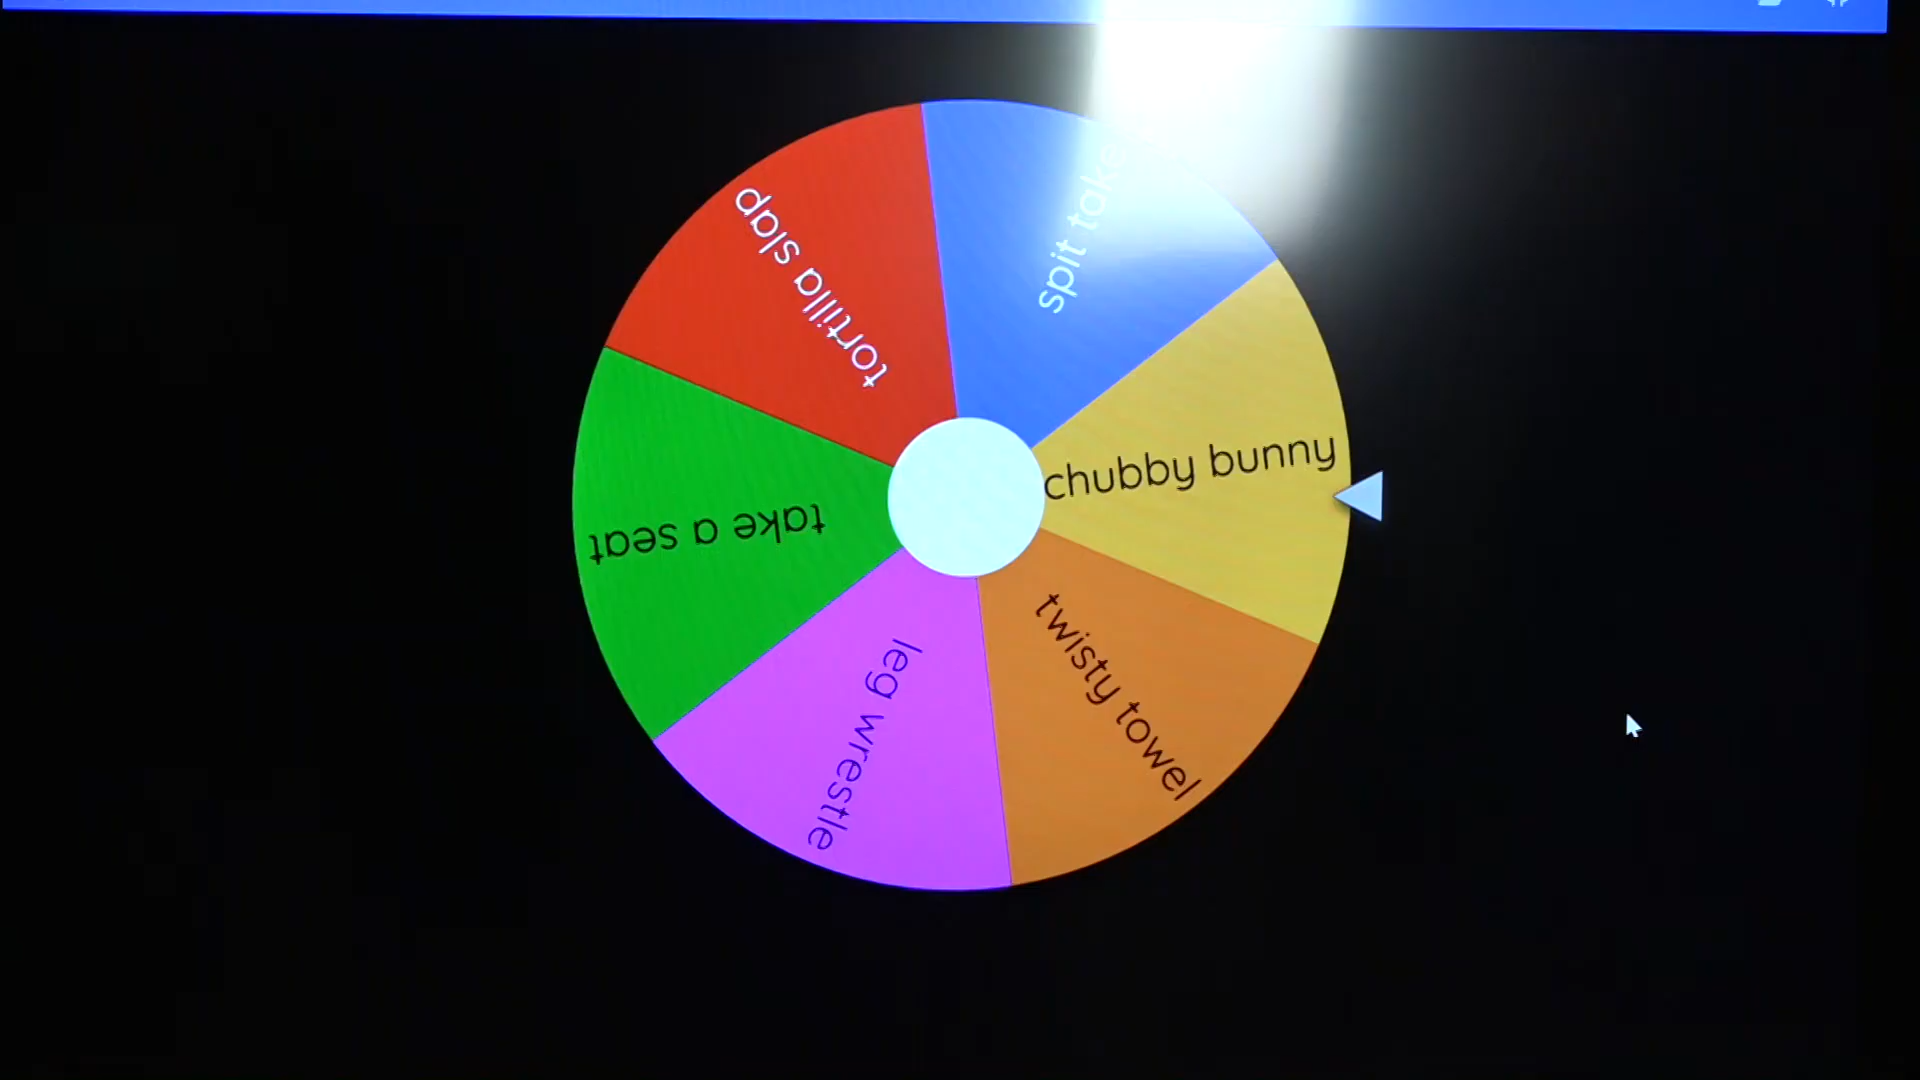 spit take
chubby bunny
twisty towel
leg wrestle
take a seat
tortilla slap